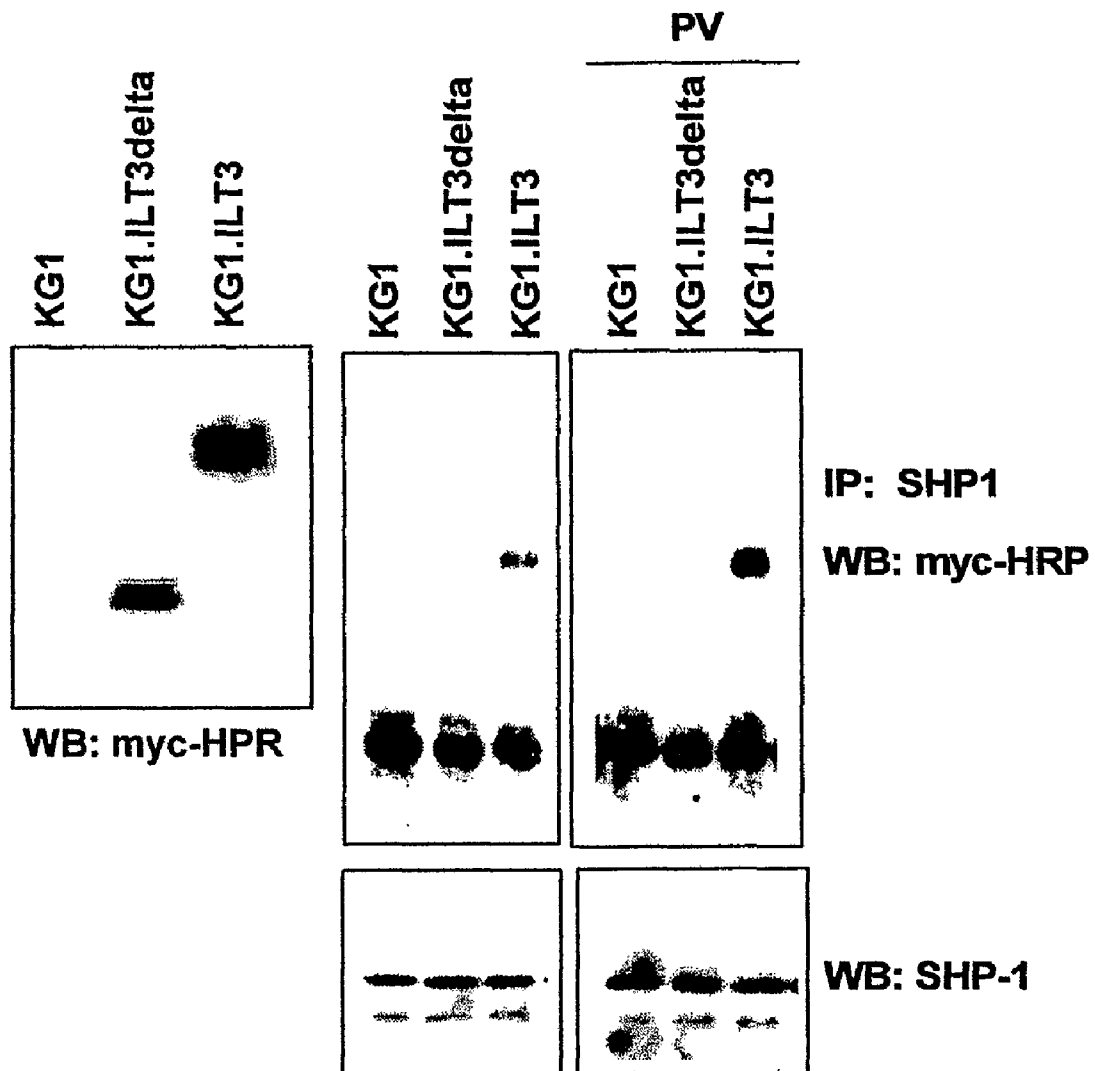 PV
KG1
KG1.ILT3delta
KG1.ILT3
KG1
KG1.ILT3delta
KG1.ILT3
KG1
KG1.ILT3delta
KG1.ILT3
IP: SHP1
WB: myc-HRP
WB: myc-HPR
WB: SHP-1